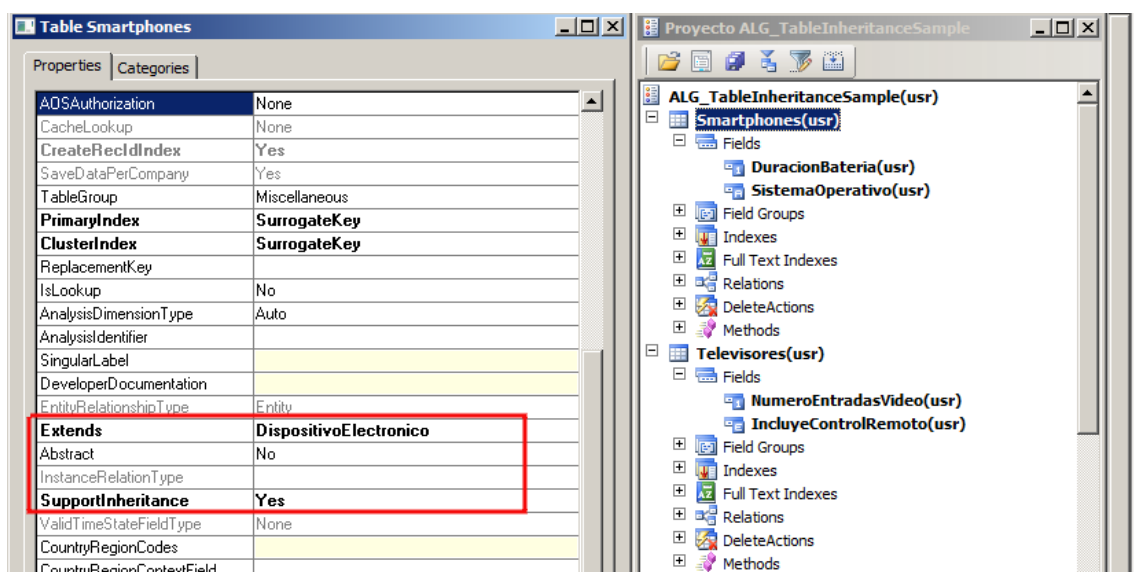 Table Smartphones
Properties Categories
AOSAuthorization None
CacheLookup None
CreateRecIdIndex Yes
SaveDataPerCompany Yes
TableGroup Miscellaneous
PrimaryIndex SurrogateKey
ClusterIndex SurrogateKey
ReplacementKey
IsLookup No
AnalysisDimensionType Auto
AnalysisIdentifier
SingularLabel
DeveloperDocumentation
EntityRelationshipType Entity
Extends DispositivoElectronico
Abstract No
InstanceRelationType
SupportInheritance Yes
ValidTimeStateFieldType None
CountryRegionCodes
CountryRegionContextField
Proyecto ALG_TableInheritanceSample
ALG_TableInheritanceSample(usr)
Smartphones(usr)
Fields
DuracionBateria(usr)
SistemaOperativo(usr)
Field Groups
Indexes
Full Text Indexes
Relations
DeleteActions
Methods
Televisores(usr)
Fields
NumeroEntradasVideo(usr)
IncluyeControlRemoto(usr)
Field Groups
Indexes
Full Text Indexes
Relations
DeleteActions
Methods